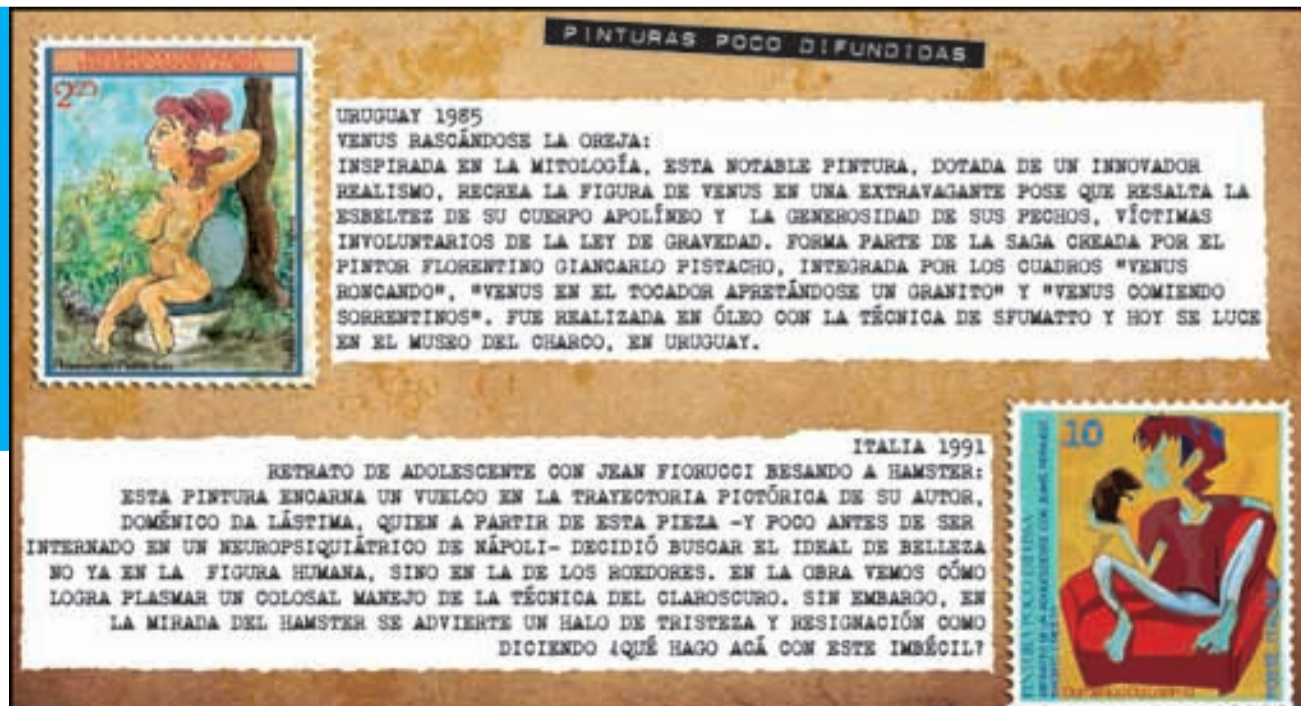 PINTURAS POCO DIFUNDIDAS
2.25
URUGUAY 1985
VENUS RASCÁNDOSE LA OREJA:
INSPIRADA EN LA MITOLOGÍA, ESTA NOTABLE PINTURA, DOTADA DE UN INNOVADOR
REALISMO, RECREA LA FIGURA DE VENUS EN UNA EXTRAVAGANTE POSE QUE RESALTA LA
ESBELTEZ DE SU CUERPO APOLÍNEO Y LA GENEROSIDAD DE SUS PECHOS, VÍCTIMAS
INVOLUNTARIOS DE LA LEY DE GRAVEDAD. FORMA PARTE DE LA SAGA CREADA POR EL
PINTOR FLORENTINO GIANCARLO PISTACHO, INTEGRADA POR LOS CUADROS "VENUS
RONCANDO", "VENUS EN EL TOCADOR APRETÁNDOSE UN GRANITO" Y "VENUS COMIENDO
SORRENTINOS". FUE REALIZADA EN ÓLEO CON LA TÉCNICA DE SFUMATTO Y HOY SE LUCE
EN EL MUSEO DEL CHARCO, EN URUGUAY.
ITALIA 1991
RETRATO DE ADOLESCENTE CON JEAN FIORUCCI BESANDO A HAMSTER:
ESTA PINTURA ENCARNA UN VUELCO EN LA TRAYECTORIA PICTÓRICA DE SU AUTOR,
DOMÉNICO DA LÁSTIMA, QUIEN A PARTIR DE ESTA PIEZA -Y POCO ANTES DE SER
INTERNADO EN UN NEUROPSIQUIÁTRICO DE NÁPOLI- DECIDIÓ BUSCAR EL IDEAL DE BELLEZA
NO YA EN LA FIGURA HUMANA, SINO EN LA DE LOS ROEDORES. EN LA OBRA VEMOS CÓMO
LOGRA PLASMAR UN COLOSAL MANEJO DE LA TÉCNICA DEL CLAROSCURO. SIN EMBARGO, EN
LA MIRADA DEL HAMSTER SE ADVIERTE UN HALO DE TRISTEZA Y RESIGNACIÓN COMO
DICIENDO ¿QUÉ HAGO ACÁ CON ESTE IMBÉCIL?
10